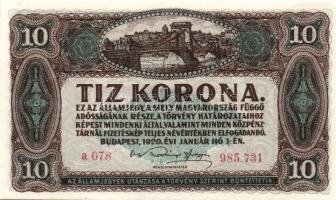 10 10
TIZ KORONA.
EZ AZ ÁLLAMJEGY A MELY MAGYARORSZÁG FÜGGŐ
ADÓSSÁGÁNAK RÉSZE, A TÖRVÉNY HATÁROZATAIHOZ
KÉPEST MINDENKI ÁLTAL VALAMINT MINDEN KÖZPÉNZ-
TÁRNÁL FIZETÉSKÉP TELJES NÉVÉRTÉKBEN ELFOGADANDÓ.
BUDAPEST, 1920. ÉVI JANUÁR HÓ 1-ÉN.
a 078 985.731
PÉNZÜGYMINISTER
10 10
AZ ÁLLAMJEGYEK UTÁNZÁSA A TÖRVÉNY SZERINT BÜNTETTETIK.